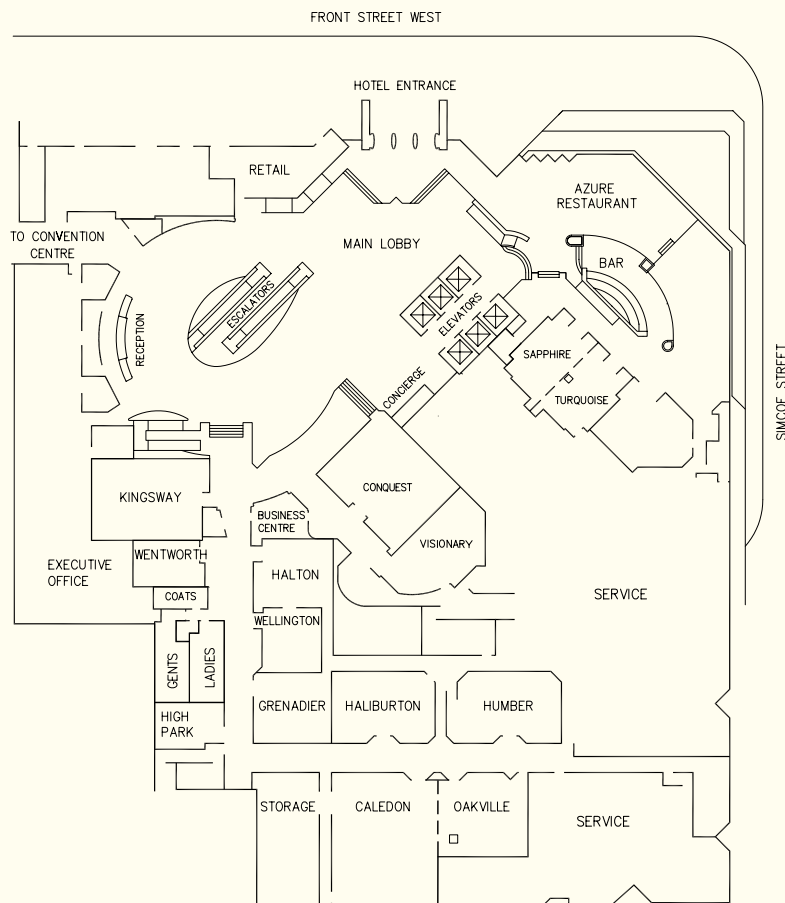 FRONT STREET WEST
HOTEL ENTRANCE
RETAIL
AZURE
RESTAURANT
TO CONVENTION
CENTRE
MAIN LOBBY
BAR
ESCALATORS
ELEVATORS
RECEPTION
SAPPHIRE
SIMCOE STREET
CONCIERGE
TURQUOISE
CONQUEST
KINGSWAY
BUSINESS
CENTRE
VISIONARY
WENTWORTH
EXECUTIVE
OFFICE
HALTON
COATS
SERVICE
WELLINGTON
GENTS
LADIES
GRENADIER
HALIBURTON
HUMBER
HIGH
PARK
STORAGE
CALEDON
OAKVILLE
SERVICE